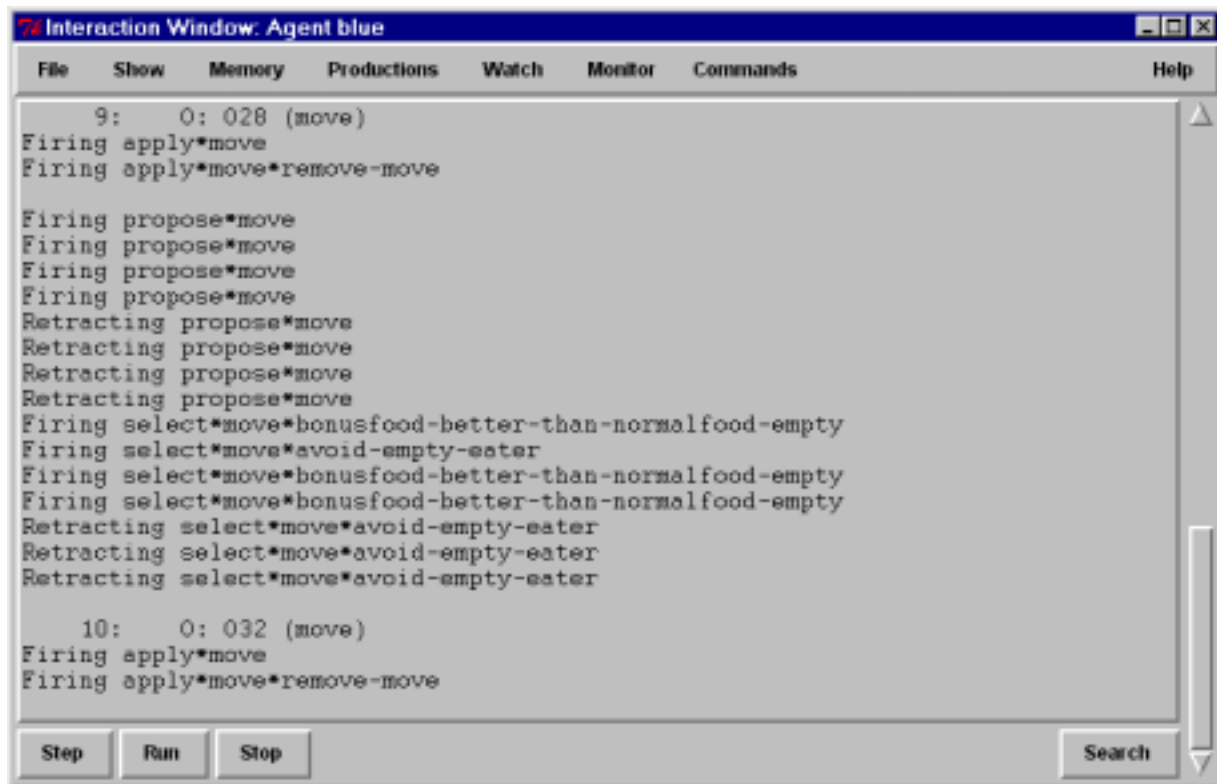 Interaction Window: Agent blue
File Show Memory Productions Watch Monitor Commands Help
9: O: O28 (move)
Firing apply*move
Firing apply*move*remove-move
Firing propose*move
Firing propose*move
Firing propose*move
Firing propose*move
Retracting propose*move
Retracting propose*move
Retracting propose*move
Retracting propose*move
Firing select*move*bonusfood-better-than-normalfood-empty
Firing select*move*avoid-empty-eater
Firing select*move*bonusfood-better-than-normalfood-empty
Firing select*move*bonusfood-better-than-normalfood-empty
Retracting select*move*avoid-empty-eater
Retracting select*move*avoid-empty-eater
Retracting select*move*avoid-empty-eater
10: O: O32 (move)
Firing apply*move
Firing apply*move*remove-move
Step Run Stop Search